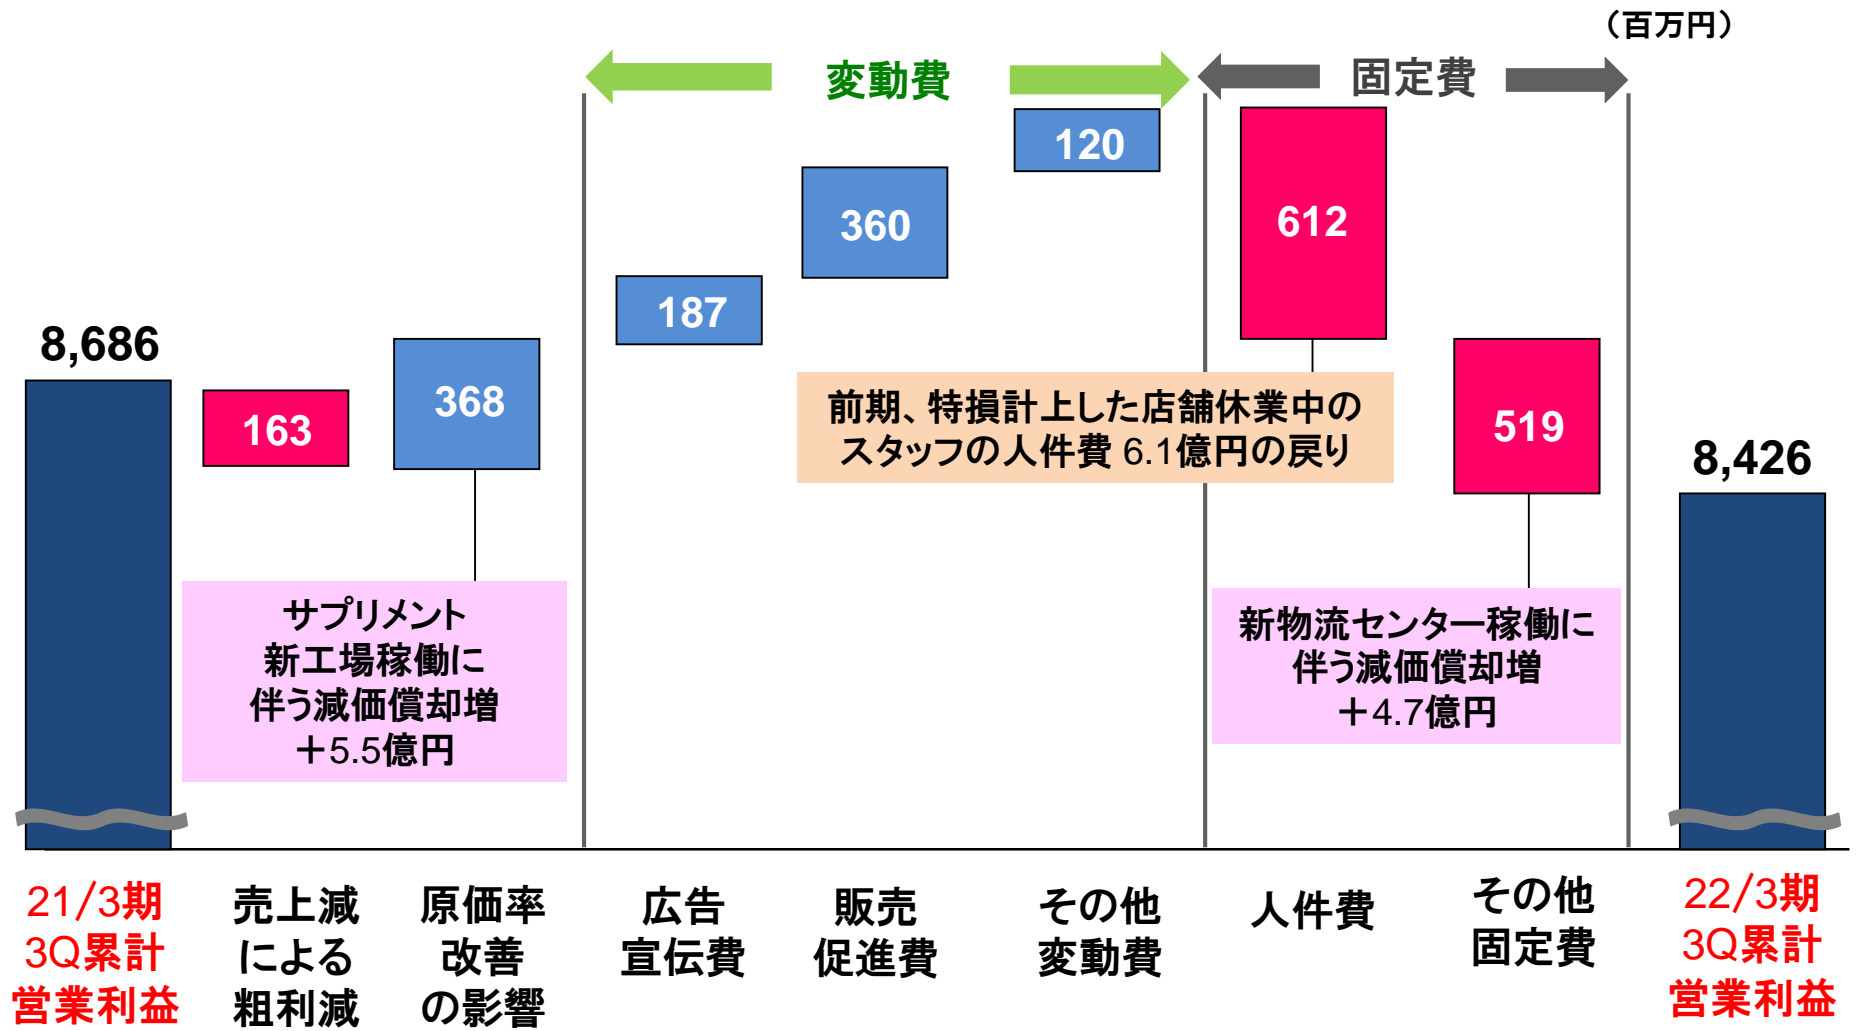 （百万円）
変動費
固定費
120
360
612
187
8,686
368
163
前期、特損計上した店舗休業中の
スタッフの人件費 6.1億円の戻り
519
8,426
サプリメント
新工場稼働に
伴う減価償却増
＋5.5億円
新物流センター稼働に
伴う減価償却増
＋4.7億円
21/3期
3Q累計
営業利益
売上減
による
粗利減
原価率
改善
の影響
広告
宣伝費
販売
促進費
その他
変動費
人件費
その他
固定費
22/3期
3Q累計
営業利益